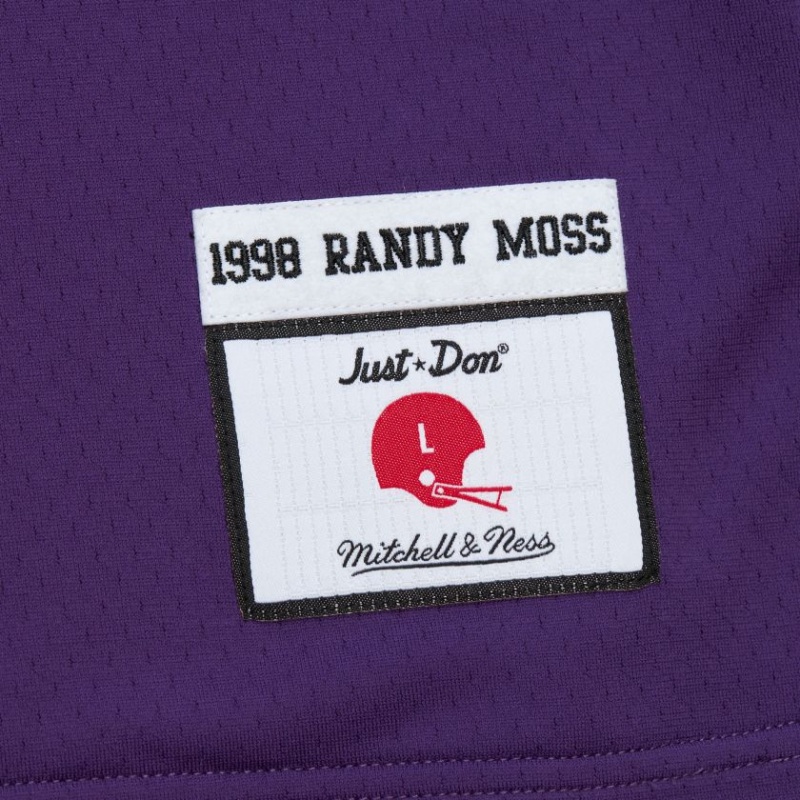 1998 RANDY MOSS
Just★Don®
L
Mitchell & Ness